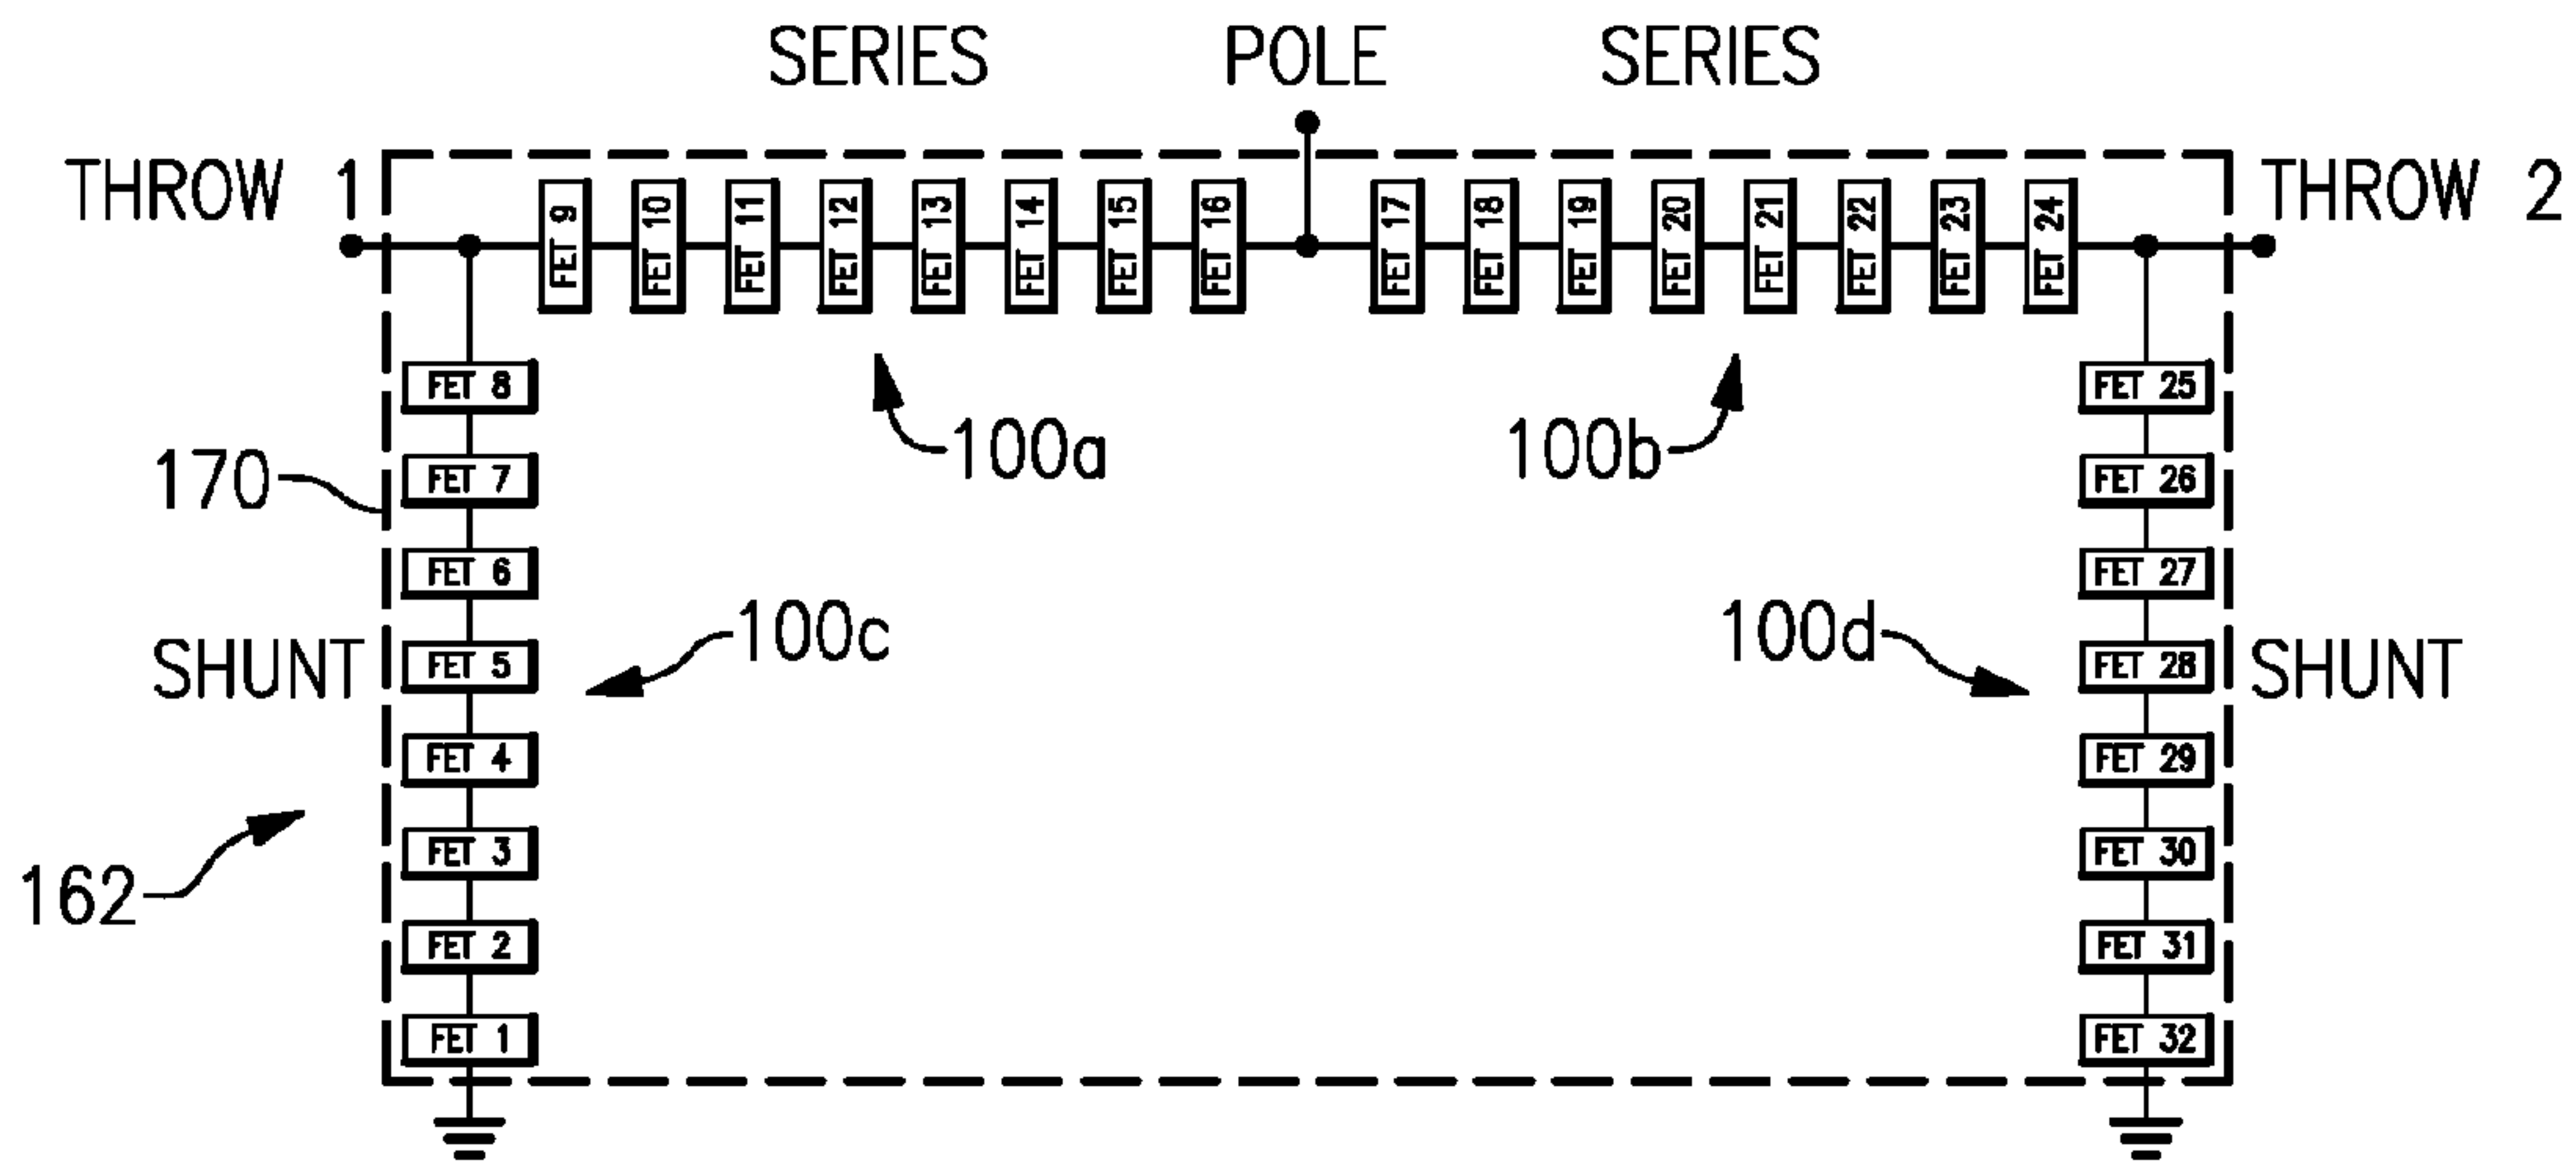 SERIES POLE SERIES
THROW 1
THROW 2
FET 9
FET 10
FET 11
FET 12
FET 13
FET 14
FET 15
FET 16
FET 17
FET 18
FET 19
FET 20
FET 21
FET 22
FET 23
FET 24
FET 8
FET 25
100a
100b
170
FET 7
FET 26
FET 6
FET 27
100c
100d
SHUNT
FET 5
FET 28
SHUNT
FET 4
FET 29
162
FET 3
FET 30
FET 2
FET 31
FET 1
FET 32